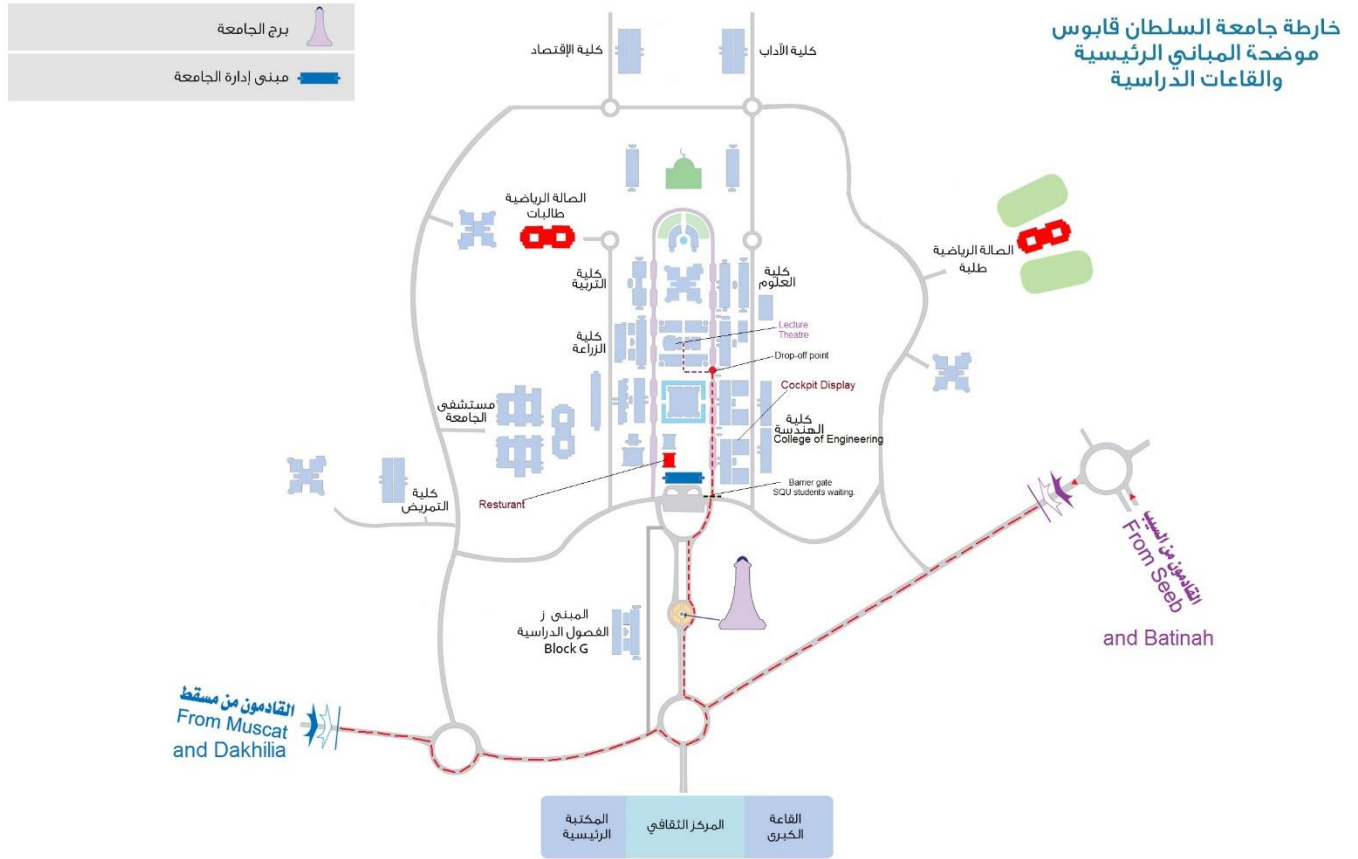 خارطة جامعة السلطان قابوس
موضحة المباني الرئيسية
والقاعات الدراسية
برج الجامعة
مبنى إدارة الجامعة
كلية الإقتصاد
كلية الآداب
الصالة الرياضية
طالبات
الصالة الرياضية
طلبة
كلية
التربية
كلية
العلوم
كلية
الزراعة
Lecture
Theatre
Drop-off point
Cockpit Display
مستشفى
الجامعة
كلية
الهندسة
College of Engineering
كلية
التمريض
Resturant
Barrier gate
SQU students waiting.
القادمون من السيب
From Seeb
and Batinah
المبنى ز
الفصول الدراسية
Block G
القادمون من مسقط
From Muscat
and Dakhilia
القاعة
الكبرى
المركز الثقافي
المكتبة
الرئيسية